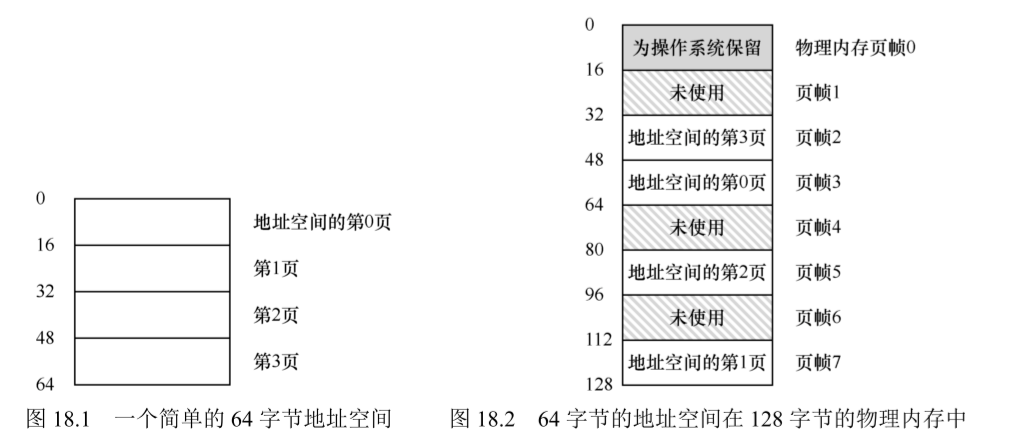 0
地址空间的第0页
16
第1页
32
第2页
48
第3页
64
图 18.1 一个简单的 64 字节地址空间
0
为操作系统保留 物理内存页帧0
16
未使用 页帧1
32
地址空间的第3页 页帧2
48
地址空间的第0页 页帧3
64
未使用 页帧4
80
地址空间的第2页 页帧5
96
未使用 页帧6
112
地址空间的第1页 页帧7
128
图 18.2 64 字节的地址空间在 128 字节的物理内存中